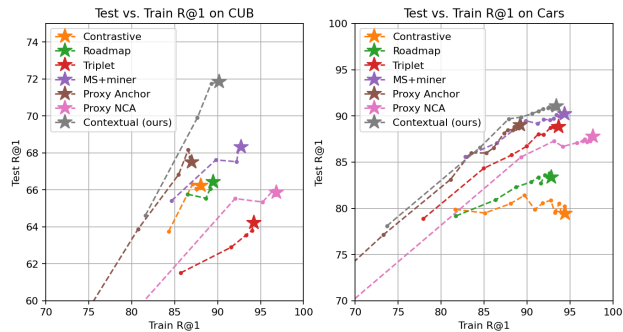 Test vs. Train R@1 on CUB
74
72
70
68
66
64
62
60
Test R@1
75
80
85
90
95
100
Train R@1
Contrastive
Roadmap
Triplet
MS+miner
Proxy Anchor
Proxy NCA
Contextual (ours)
Test vs. Train R@1 on Cars
100
95
90
85
80
75
70
Test R@1
70
75
80
85
90
95
100
Train R@1
Contrastive
Roadmap
Triplet
MS+miner
Proxy Anchor
Proxy NCA
Contextual (ours)